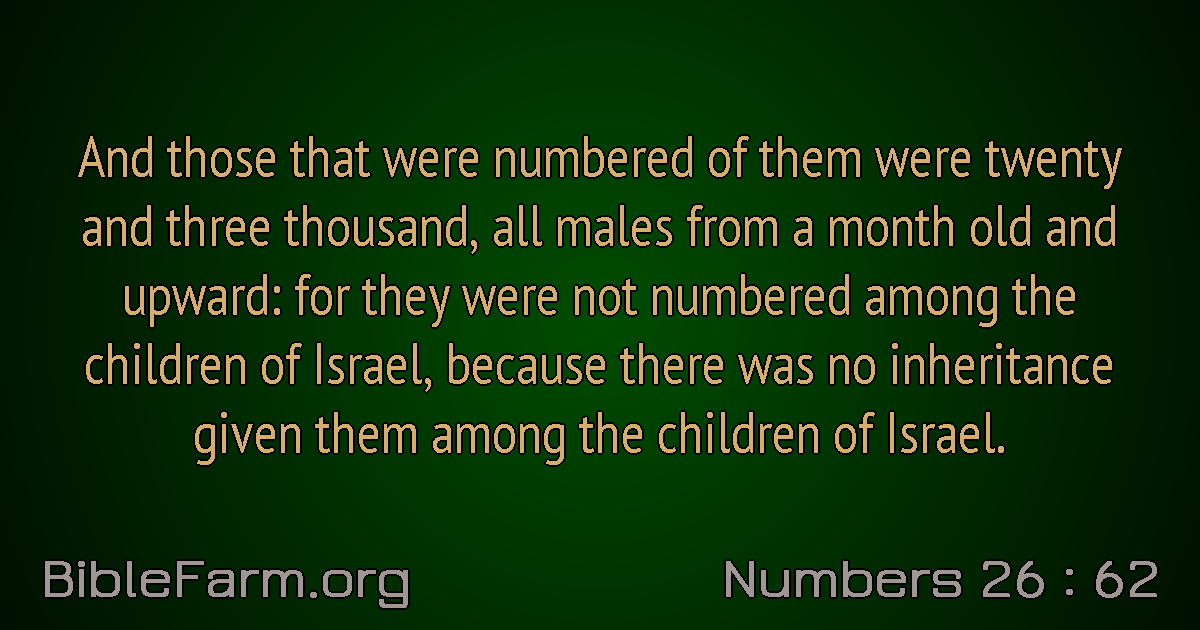 And those that were numbered of them were twenty
and three thousand, all males from a month old and
upward: for they were not numbered among the
children of Israel, because there was no inheritance
given them among the children of Israel.
BibleFarm.org
Numbers 26 : 62